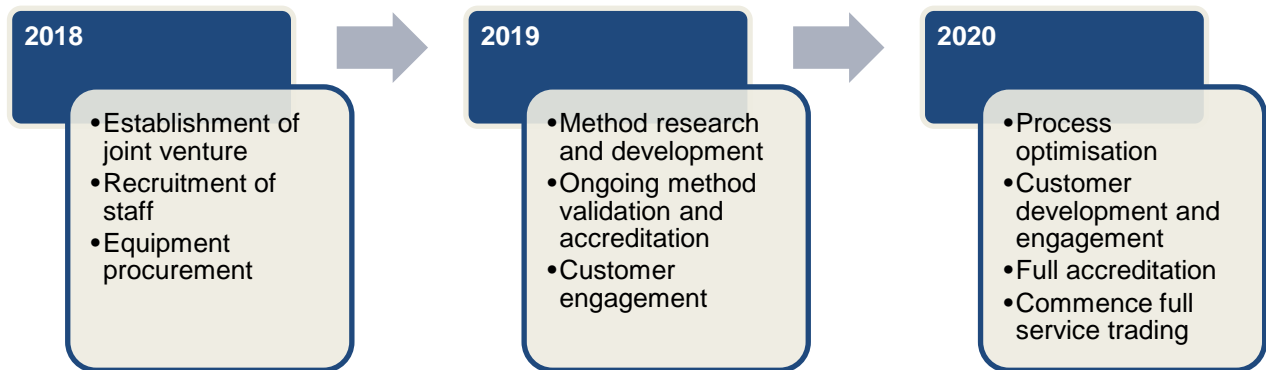 2018
•Establishment of
joint venture
•Recruitment of
staff
•Equipment
procurement
2019
•Method research
and development
•Ongoing method
validation and
accreditation
•Customer
engagement
2020
•Process
optimisation
•Customer
development and
engagement
•Full accreditation
•Commence full
service trading